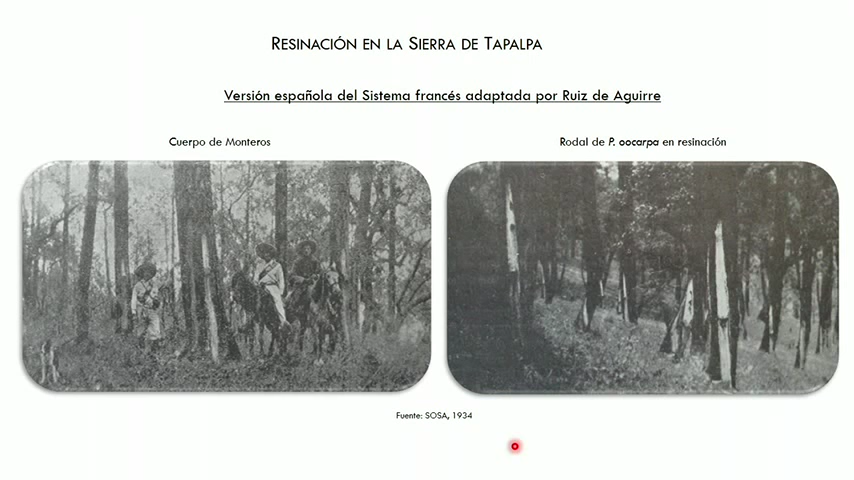 RESINACIÓN EN LA SIERRA DE TAPALPA
Versión española del Sistema francés adaptada por Ruiz de Aguirre
Cuerpo de Monteros
Rodal de P. oocarpa en resinación
Fuente: SOSA, 1934